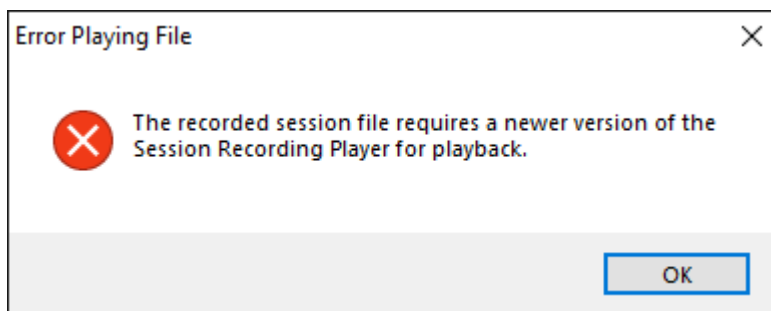 Error Playing File
The recorded session file requires a newer version of the
Session Recording Player for playback.
OK